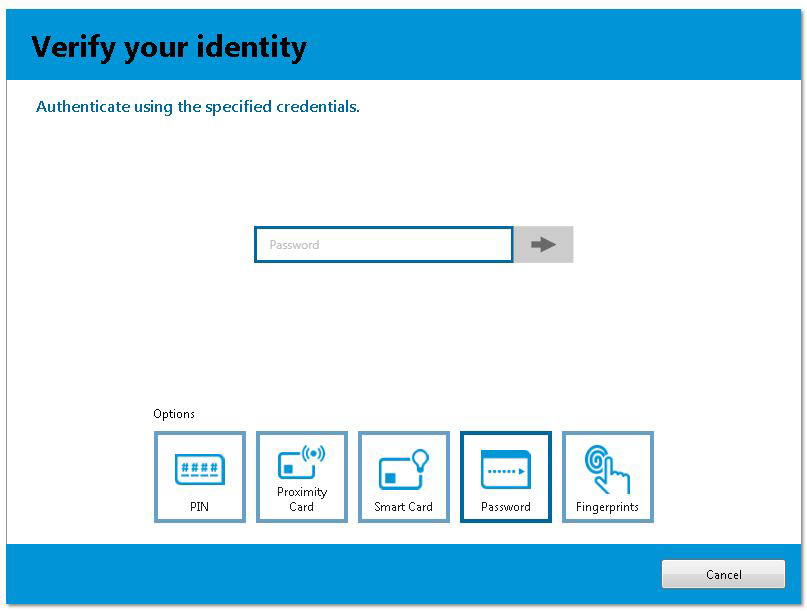 Verify your identity
Authenticate using the specified credentials.
Password
Options
####
PIN
Proximity
Card
Smart Card
Password
Fingerprints
Cancel